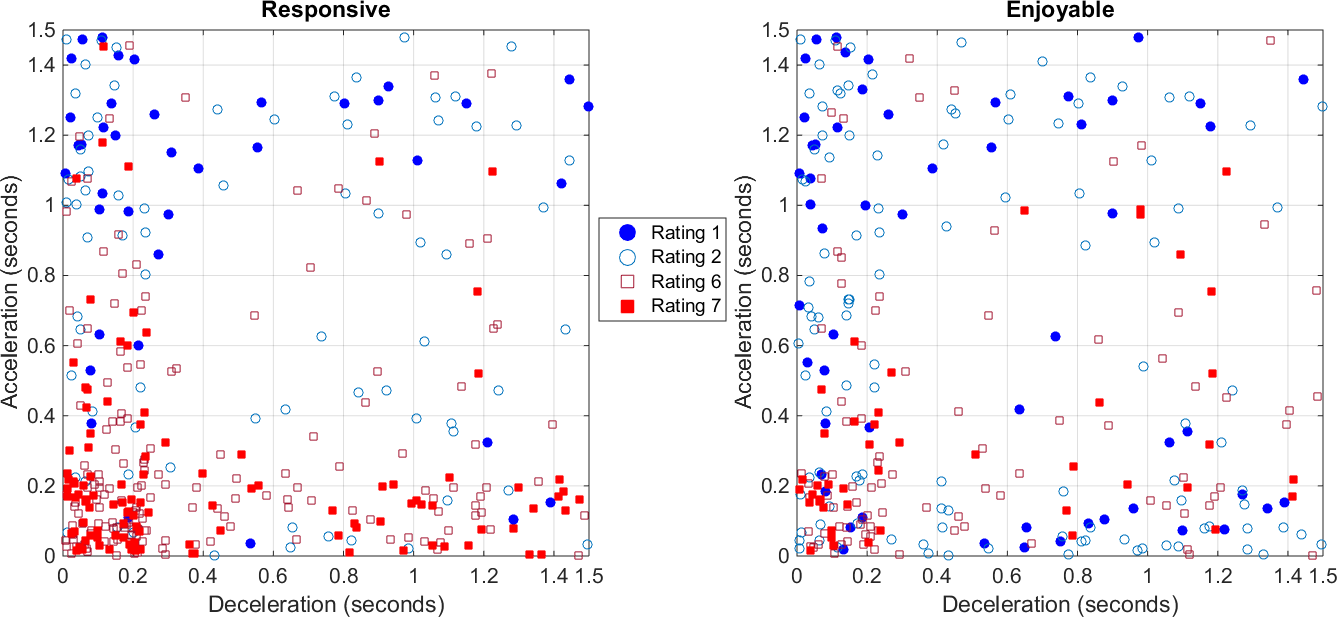 Responsive
Acceleration (seconds)
1.5
1.4
1.2
1
0.8
0.6
0.4
0.2
0
0 0.2 0.4 0.6 0.8 1 1.2 1.4 1.5
Deceleration (seconds)
Rating 1
Rating 2
Rating 6
Rating 7
Enjoyable
Acceleration (seconds)
1.5
1.4
1.2
1
0.8
0.6
0.4
0.2
0
0 0.2 0.4 0.6 0.8 1 1.2 1.4 1.5
Deceleration (seconds)